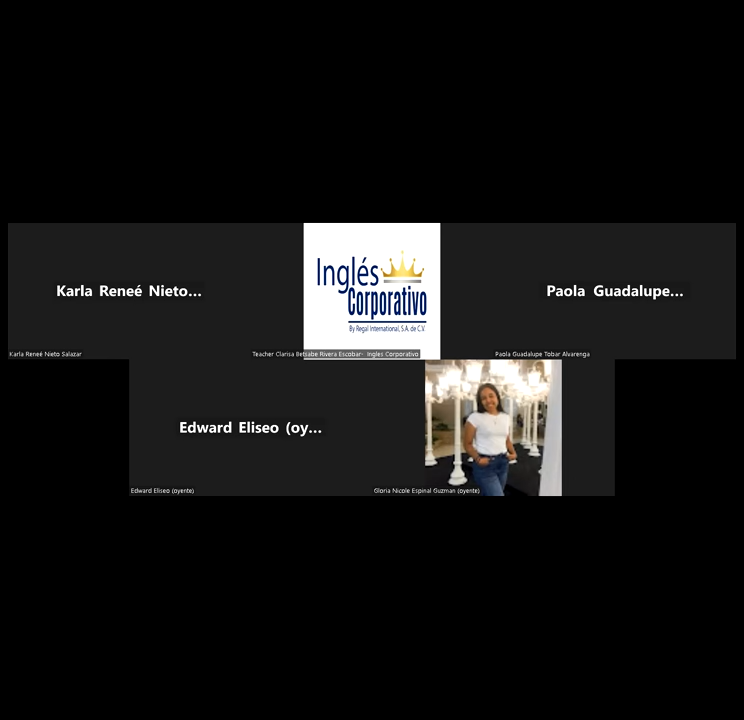 Karla Reneé Nieto...
Inglés
Corporativo
By Regal International, S.A. de C.V.
Paola Guadalupe...
Karla Reneé Nieto Salazar
Teacher Clarisa Betsabe Rivera Escobar- Ingles Corporativo
Paola Guadalupe Tobar Alvarenga
Edward Eliseo (oy...
Edward Eliseo (oyente)
Gloria Nicole Espinal Guzman (oyente)